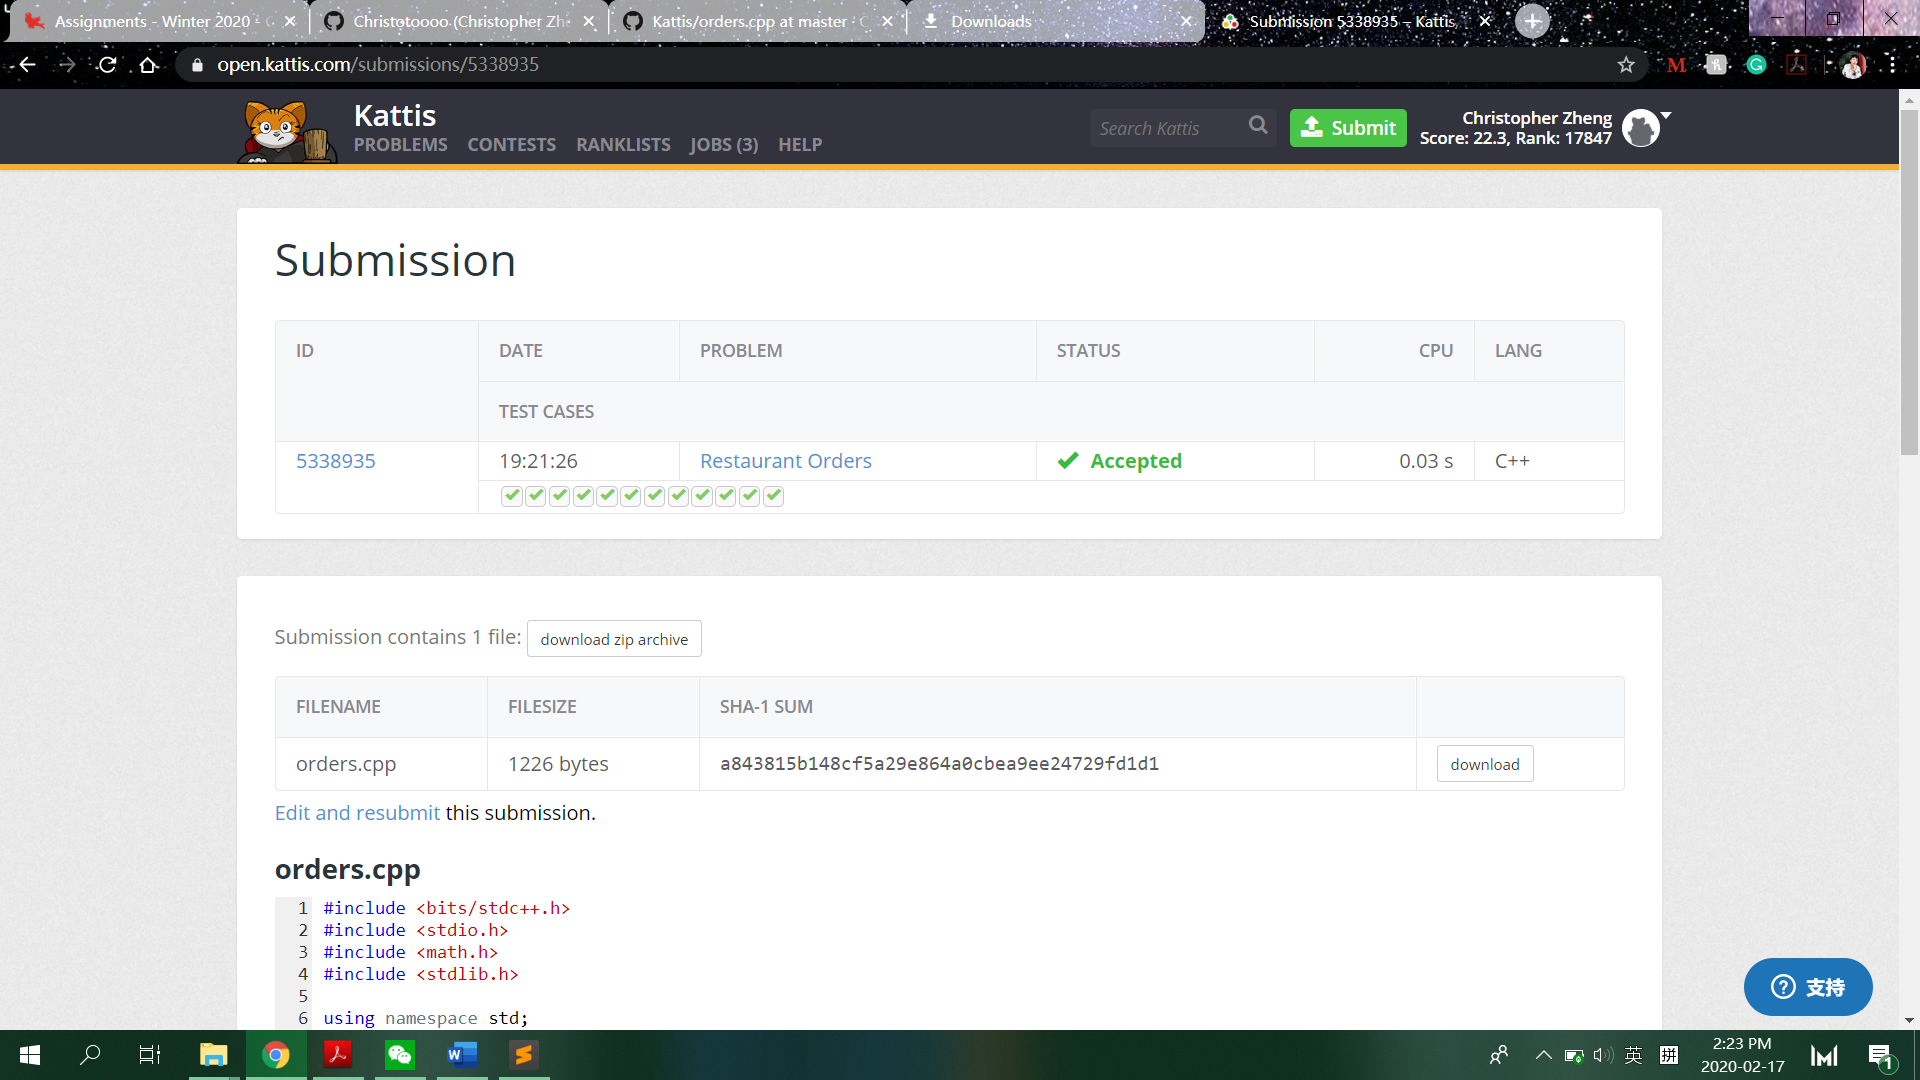 Assignments - Winter 2020 -
Christotoooo (Christopher Zh
Kattis/orders.cpp at master ·
Downloads
Submission 5338935 – Kattis,
open.kattis.com/submissions/5338935
Kattis
PROBLEMS CONTESTS RANKLISTS JOBS (3) HELP
Search Kattis
Submit
Christopher Zheng
Score: 22.3, Rank: 17847
Submission
ID DATE PROBLEM STATUS CPU LANG
TEST CASES
5338935 19:21:26 Restaurant Orders Accepted 0.03 s C++
Submission contains 1 file: download zip archive
FILENAME FILESIZE SHA-1 SUM
orders.cpp 1226 bytes a843815b148cf5a29e864a0cbea9ee24729fd1d1 download
Edit and resubmit this submission.
orders.cpp
1 #include <bits/stdc++.h>
2 #include <stdio.h>
3 #include <math.h>
4 #include <stdlib.h>
5
6 using namespace std;
支持
英 拼
2:23 PM
2020-02-17
1